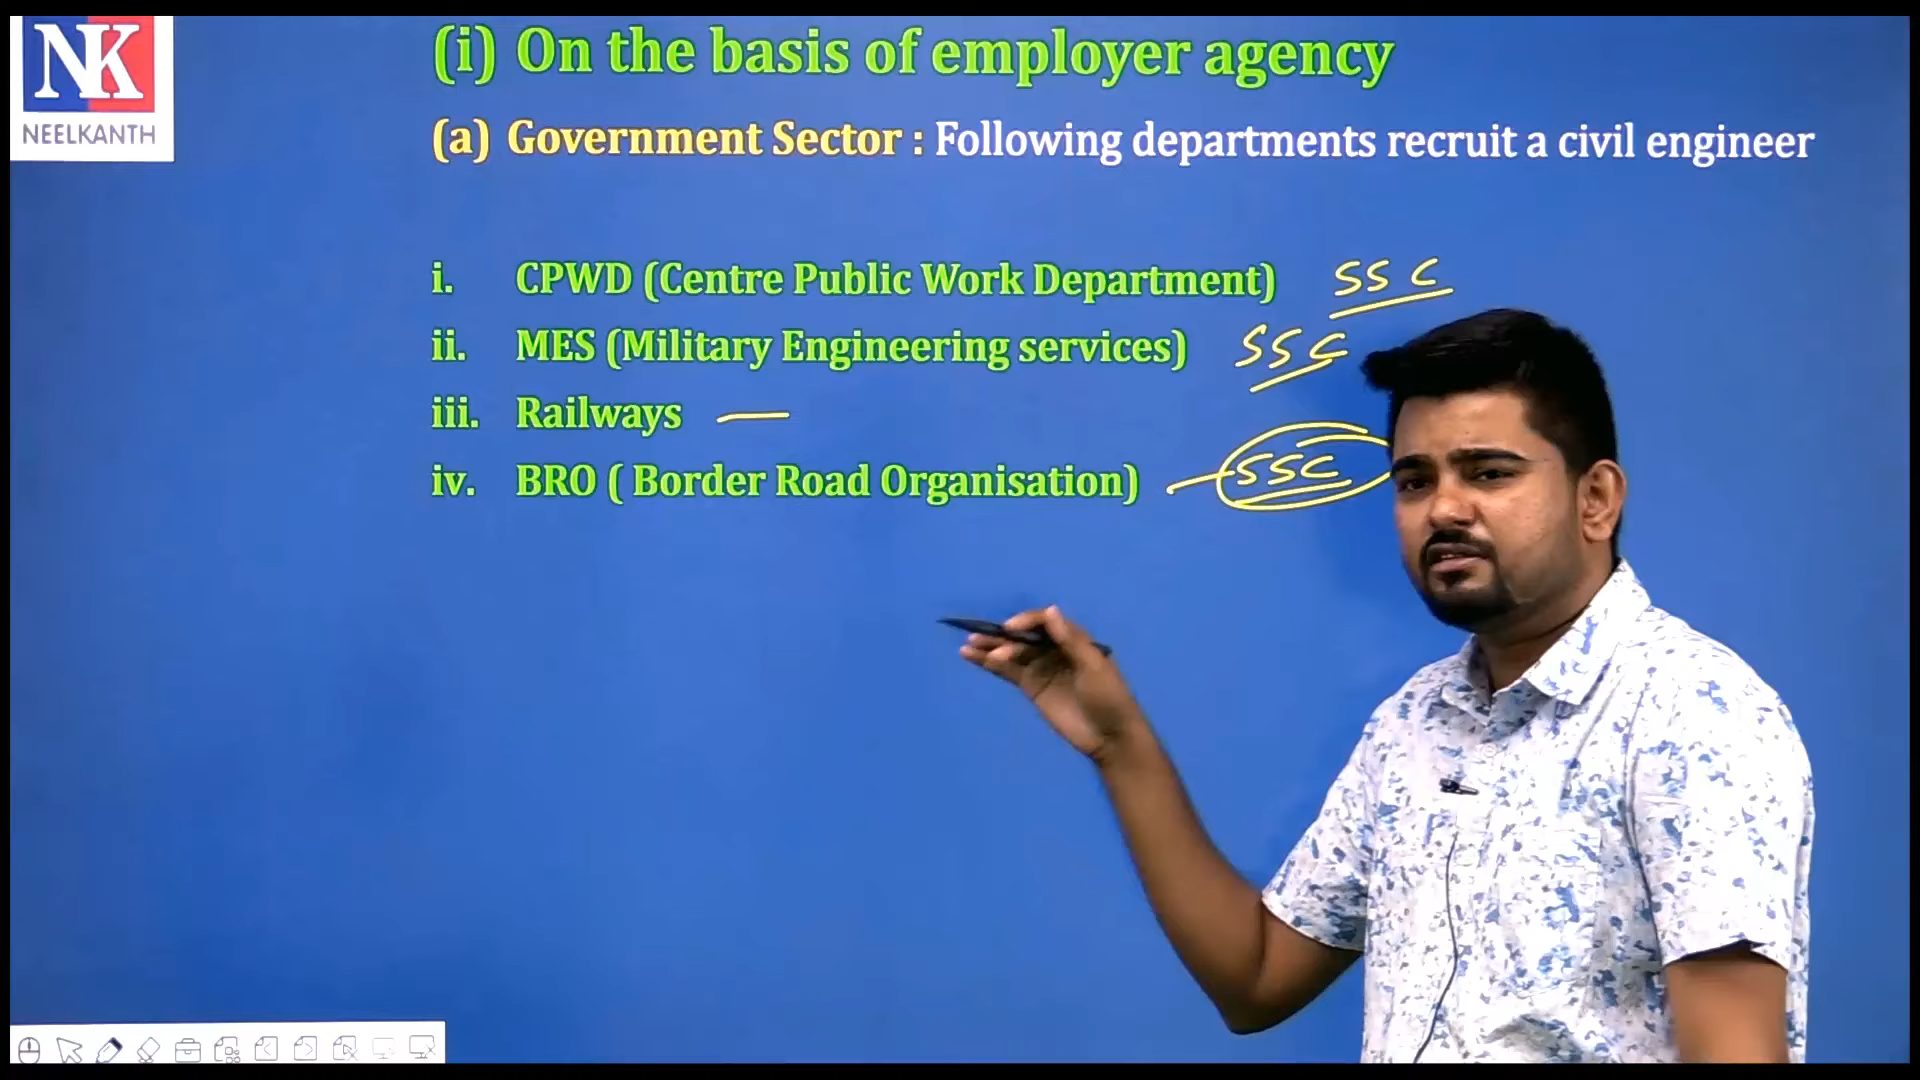 NK
NEELKANTH
(i) On the basis of employer agency
(a) Government Sector : Following departments recruit a civil engineer
i. CPWD (Centre Public Work Department) SSC
ii. MES (Military Engineering services) SSC
iii. Railways —
iv. BRO ( Border Road Organisation) — SSC